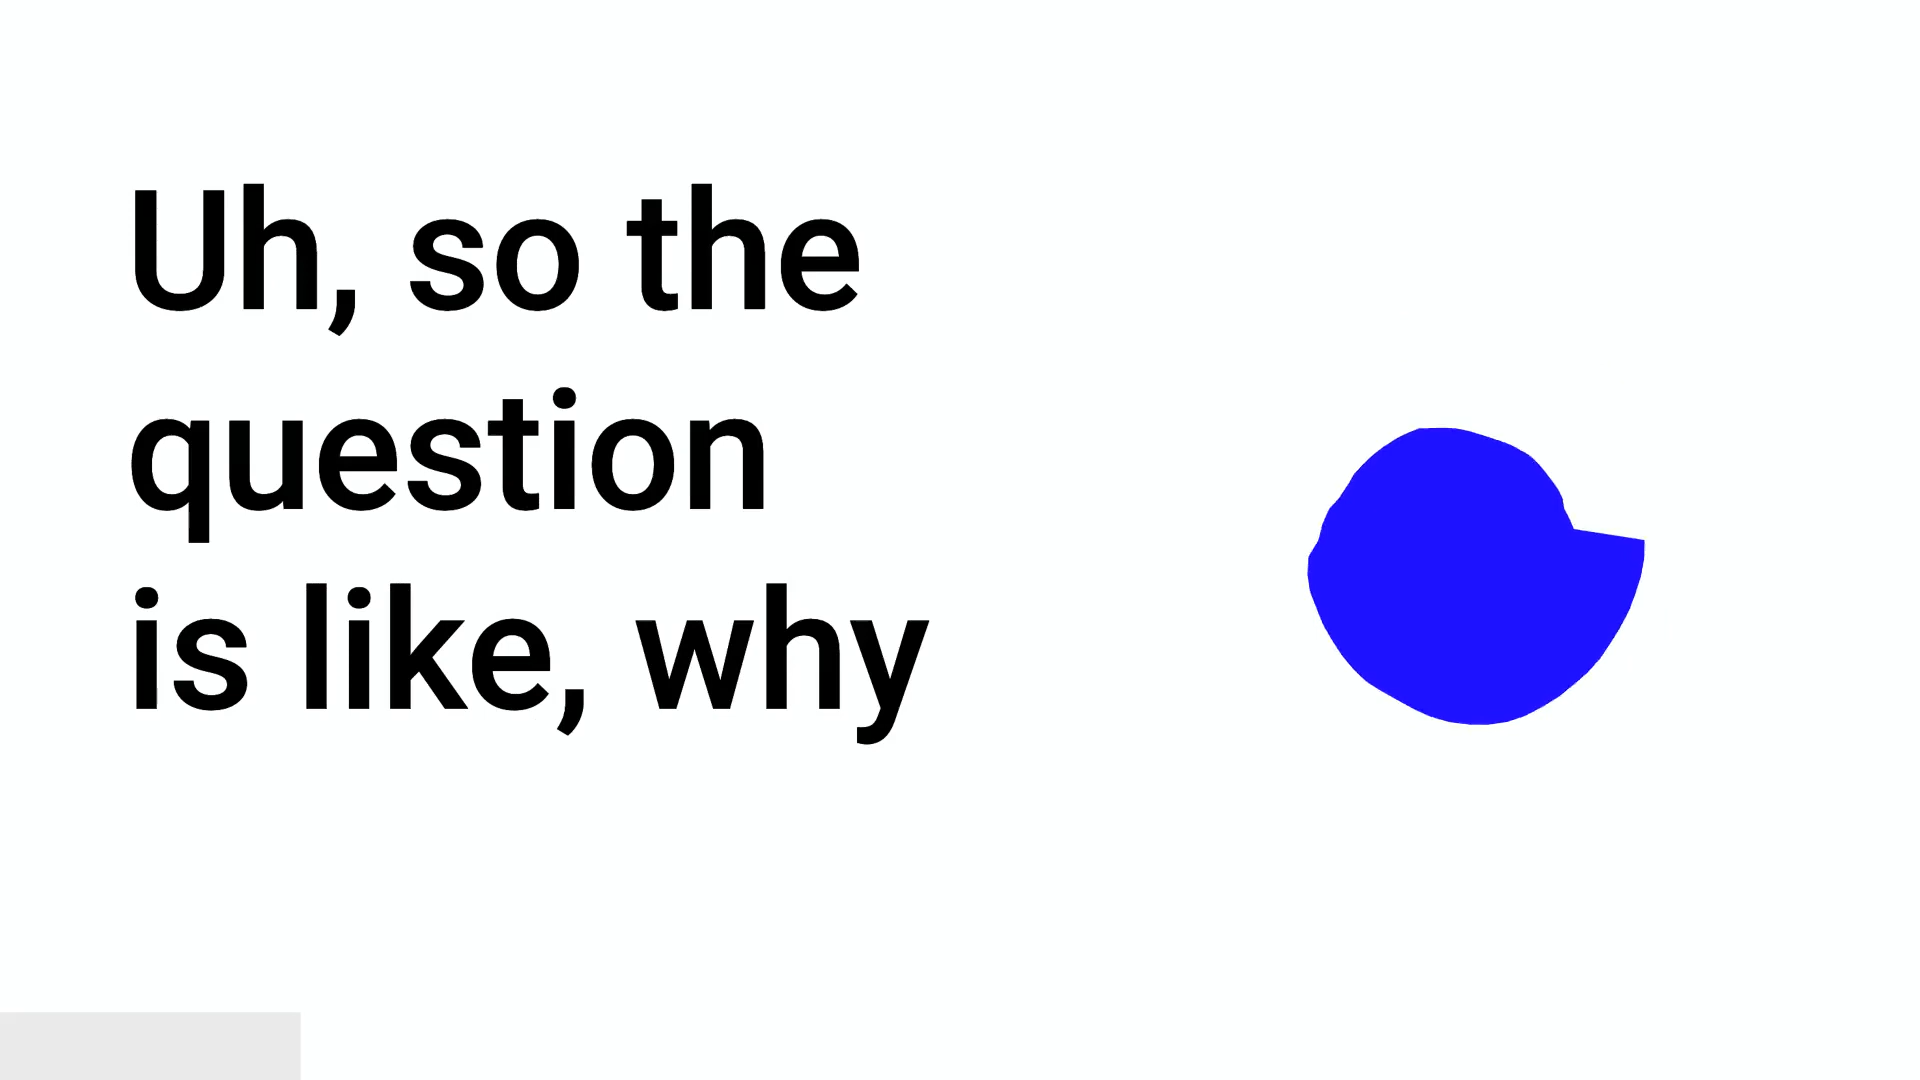 Uh, so the
question
is like, why